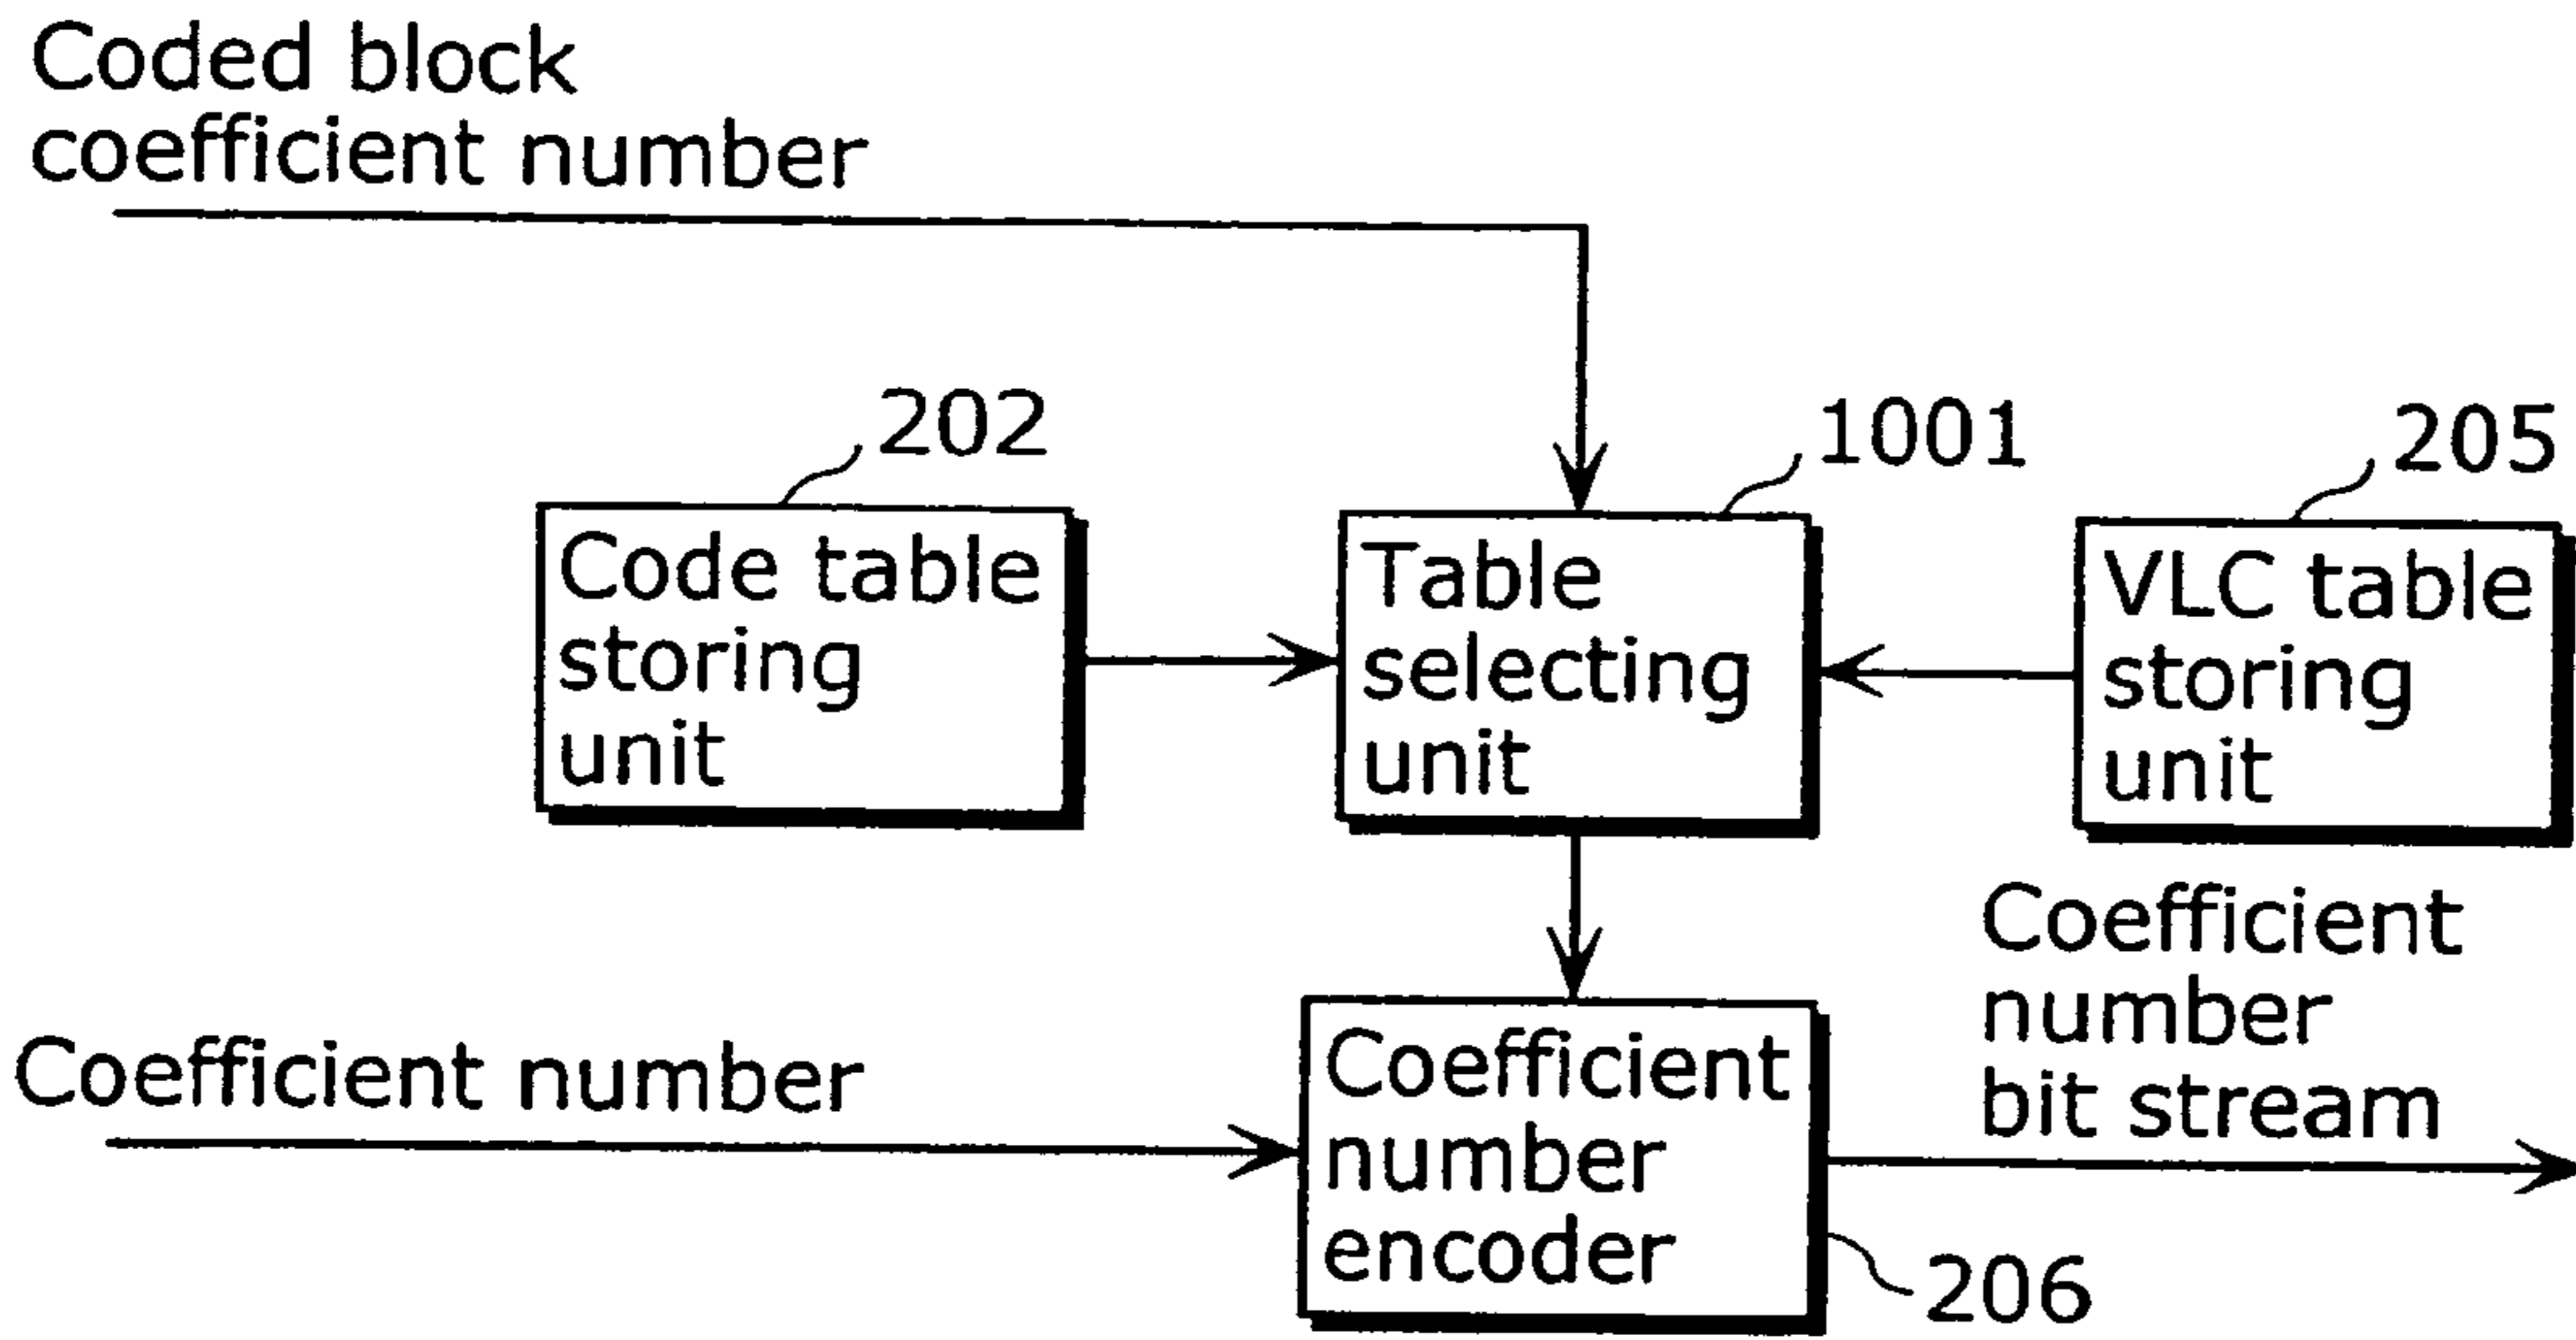 Coded block
coefficient number
202
1001
205
Code table
storing
unit
Table
selecting
unit
VLC table
storing
unit
Coefficient
number
bit stream
Coefficient number
Coefficient
number
encoder
206